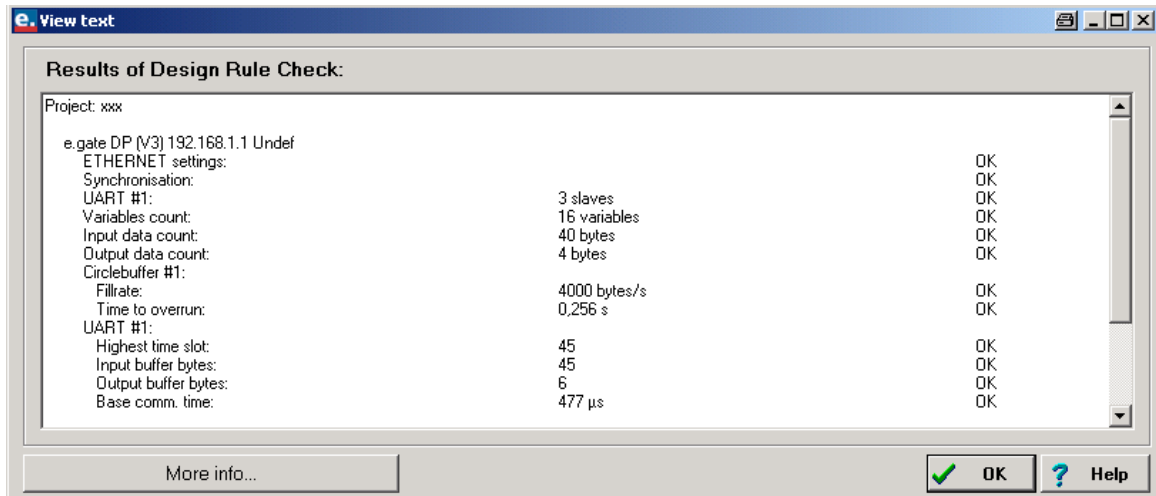 e. View text
Results of Design Rule Check:
Project: xxx
e.gate DP (V3) 192.168.1.1 Undef
ETHERNET settings: OK
Synchronisation: OK
UART #1: 3 slaves OK
Variables count: 16 variables OK
Input data count: 40 bytes OK
Output data count: 4 bytes OK
Circlebuffer #1:
Fillrate: 4000 bytes/s OK
Time to overrun: 0,256 s OK
UART #1:
Highest time slot: 45 OK
Input buffer bytes: 45 OK
Output buffer bytes: 6 OK
Base comm. time: 477 µs OK
More info...
OK
? Help